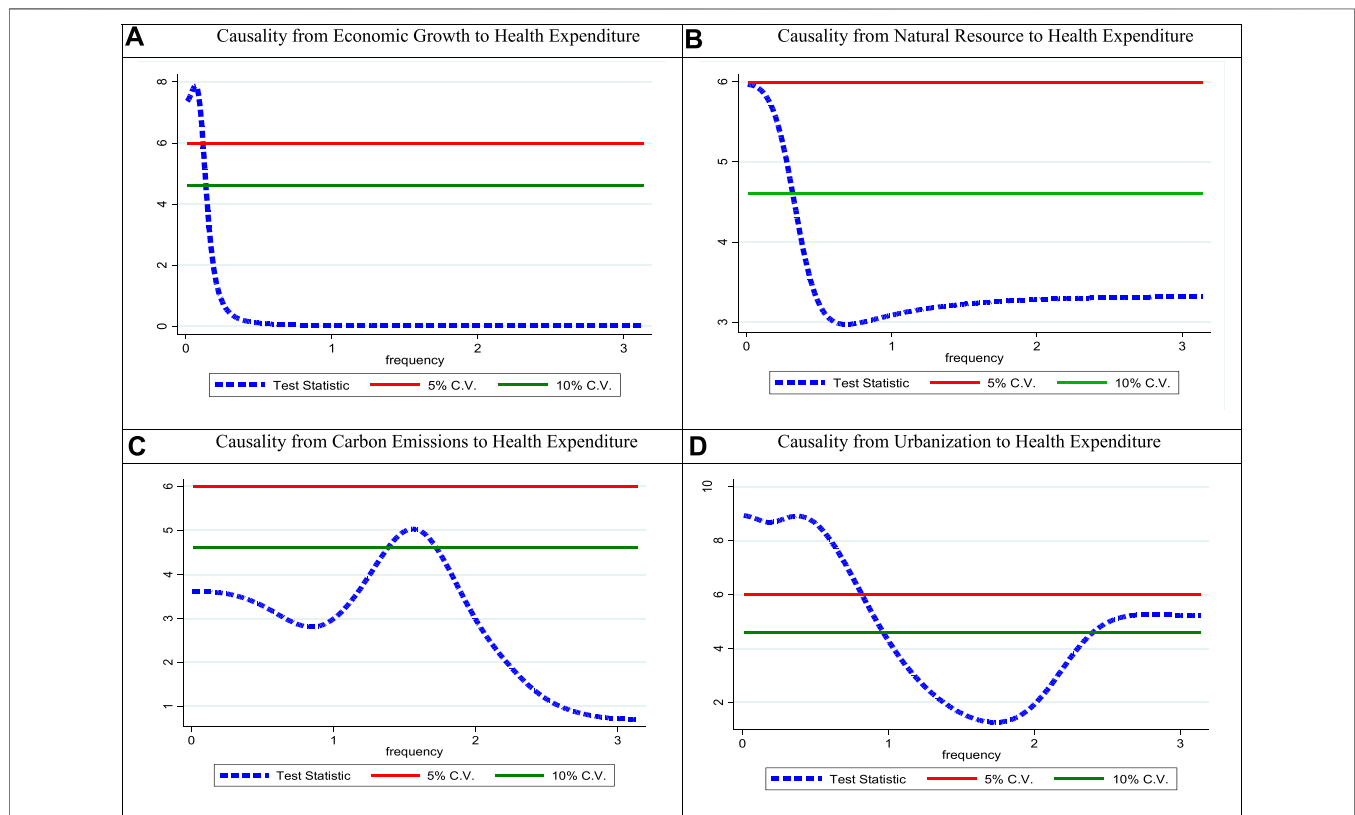 A Causality from Economic Growth to Health Expenditure
8
6
4
2
0
0 1 2 3
frequency
Test Statistic 5% C.V. 10% C.V.
B Causality from Natural Resource to Health Expenditure
6
5
4
3
0 1 2 3
frequency
Test Statistic 5% C.V. 10% C.V.
C Causality from Carbon Emissions to Health Expenditure
6
5
4
3
2
1
0 1 2 3
frequency
Test Statistic 5% C.V. 10% C.V.
D Causality from Urbanization to Health Expenditure
10
8
6
4
2
0 1 2 3
frequency
Test Statistic 5% C.V. 10% C.V.